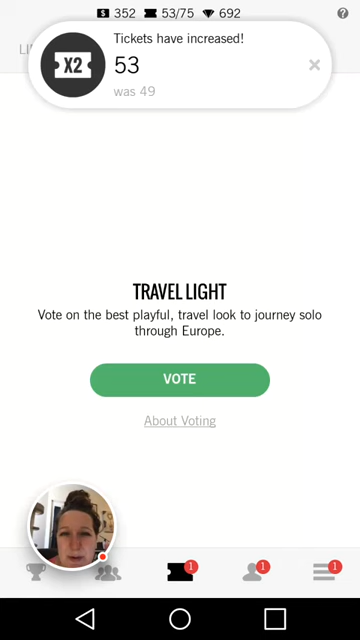 $ 352 53/75 692
?
Tickets have increased!
X2
53
was 49
×
LI
TRAVEL LIGHT
Vote on the best playful, travel look to journey solo
through Europe.
VOTE
About Voting
1
1
1